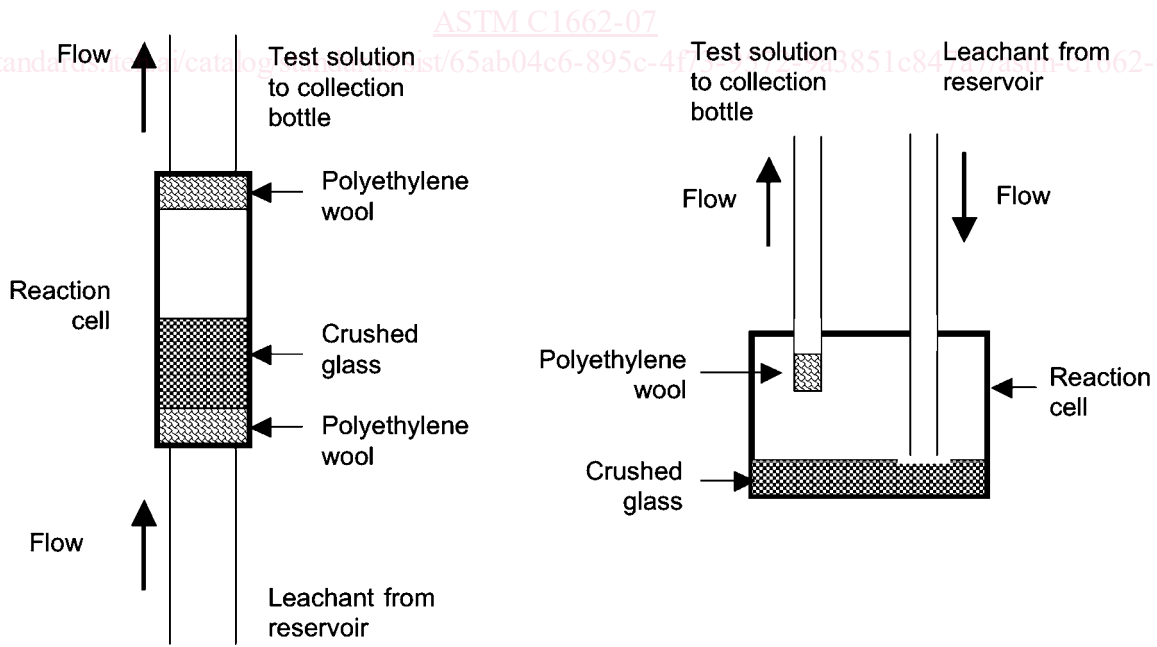 ASTM C1662-07
Flow
Test solution
to collection
bottle
Polyethylene
wool
Reaction
cell
Crushed
glass
Polyethylene
wool
Flow
Leachant from
reservoir
Test solution
to collection
bottle
Leachant from
reservoir
Flow
Flow
Polyethylene
wool
Reaction
cell
Crushed
glass